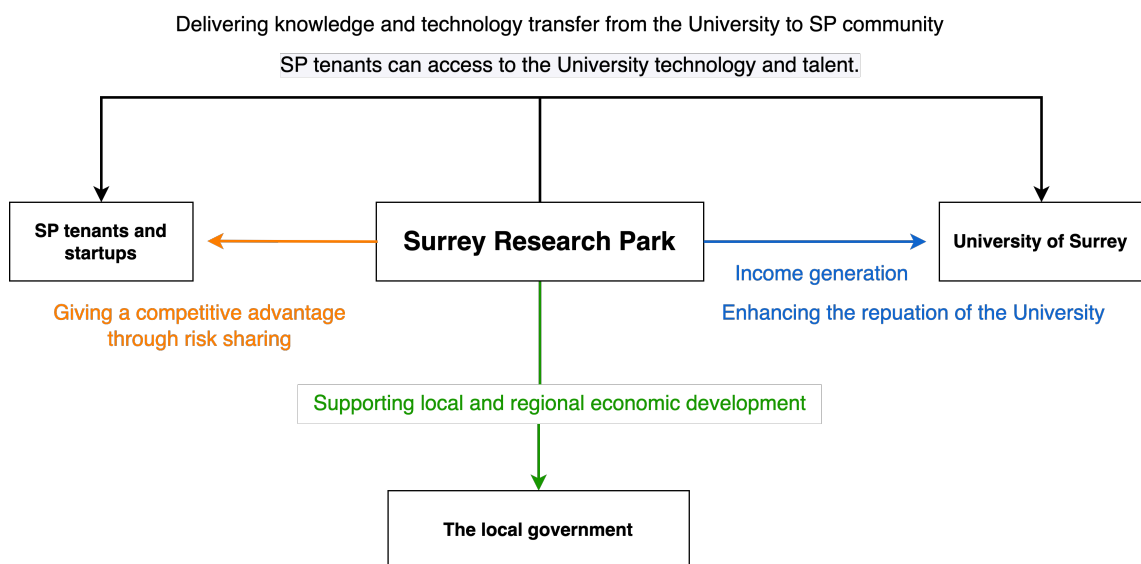 Delivering knowledge and technology transfer from the University to SP community
SP tenants can access to the University technology and talent.
SP tenants and
startups
Surrey Research Park
University of Surrey
Income generation
Giving a competitive advantage
through risk sharing
Enhancing the repuation of the University
Supporting local and regional economic development
The local government